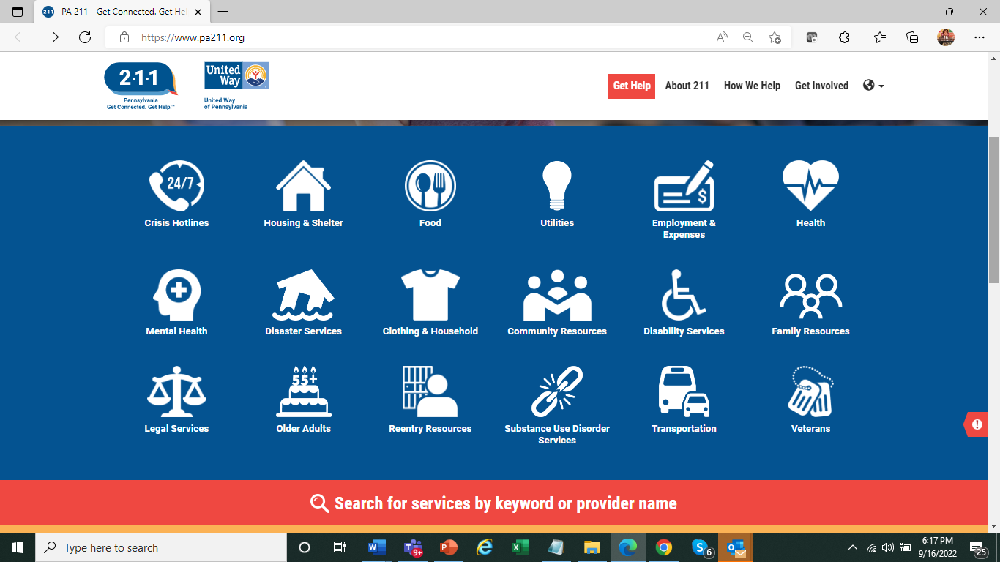 PA 211 - Get Connected. Get Hel
https://www.pa211.org
2·1·1
Pennsylvania
Get Connected. Get Help.™
United
Way
United Way
of Pennsylvania
Get Help
About 211
How We Help
Get Involved
24/7
Crisis Hotlines
Housing & Shelter
Food
Utilities
$
Employment &
Expenses
Health
Mental Health
Disaster Services
Clothing & Household
Community Resources
Disability Services
Family Resources
Legal Services
55+
Older Adults
Reentry Resources
Substance Use Disorder
Services
Transportation
Veterans
Search for services by keyword or provider name
Type here to search
9+
6
6:17 PM
9/16/2022
25